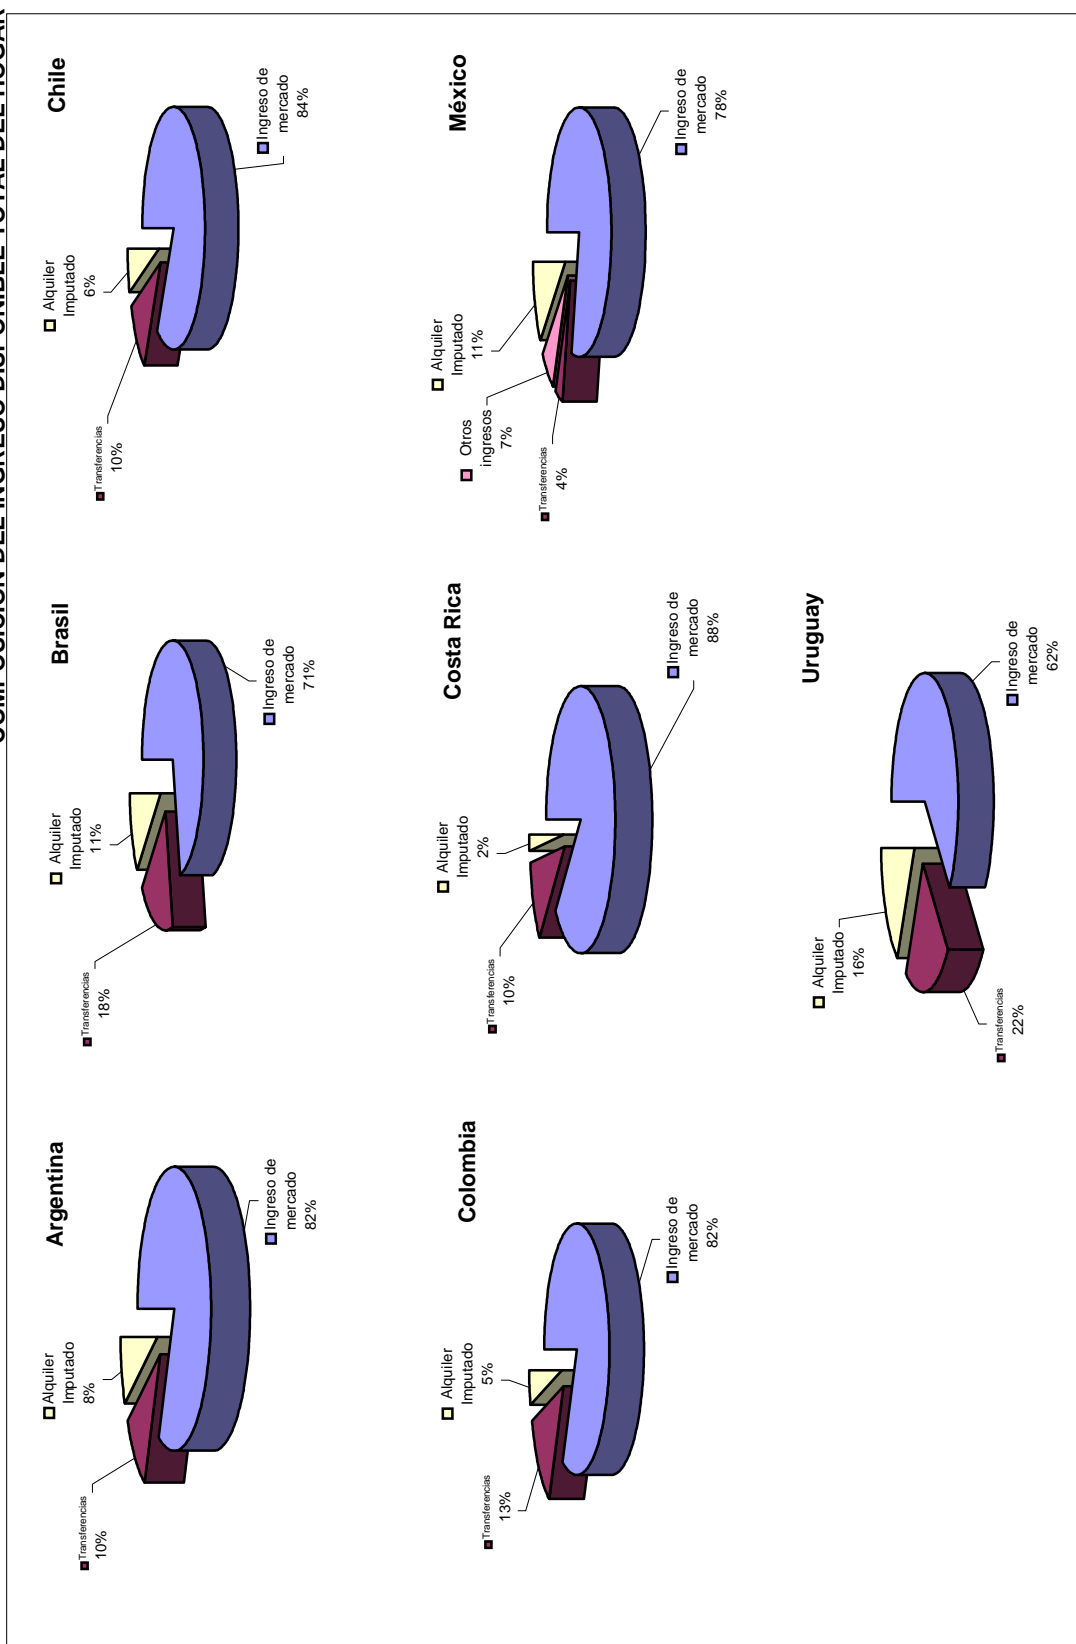 COMPOSICIÓN DEL INGRESO DISPONIBLE TOTAL DEL HOGAR
Argentina
Alquiler
Imputado
8%
Transferencias
10%
Ingreso de
mercado
82%
Brasil
Alquiler
Imputado
11%
Transferencias
18%
Ingreso de
mercado
71%
Chile
Alquiler
Imputado
6%
Transferencias
10%
Ingreso de
mercado
84%
Colombia
Alquiler
Imputado
5%
Transferencias
13%
Ingreso de
mercado
82%
Costa Rica
Alquiler
Imputado
2%
Transferencias
10%
Ingreso de
mercado
88%
México
Alquiler
Imputado
11%
Otros
ingresos
7%
Transferencias
4%
Ingreso de
mercado
78%
Uruguay
Alquiler
Imputado
16%
Transferencias
22%
Ingreso de
mercado
62%